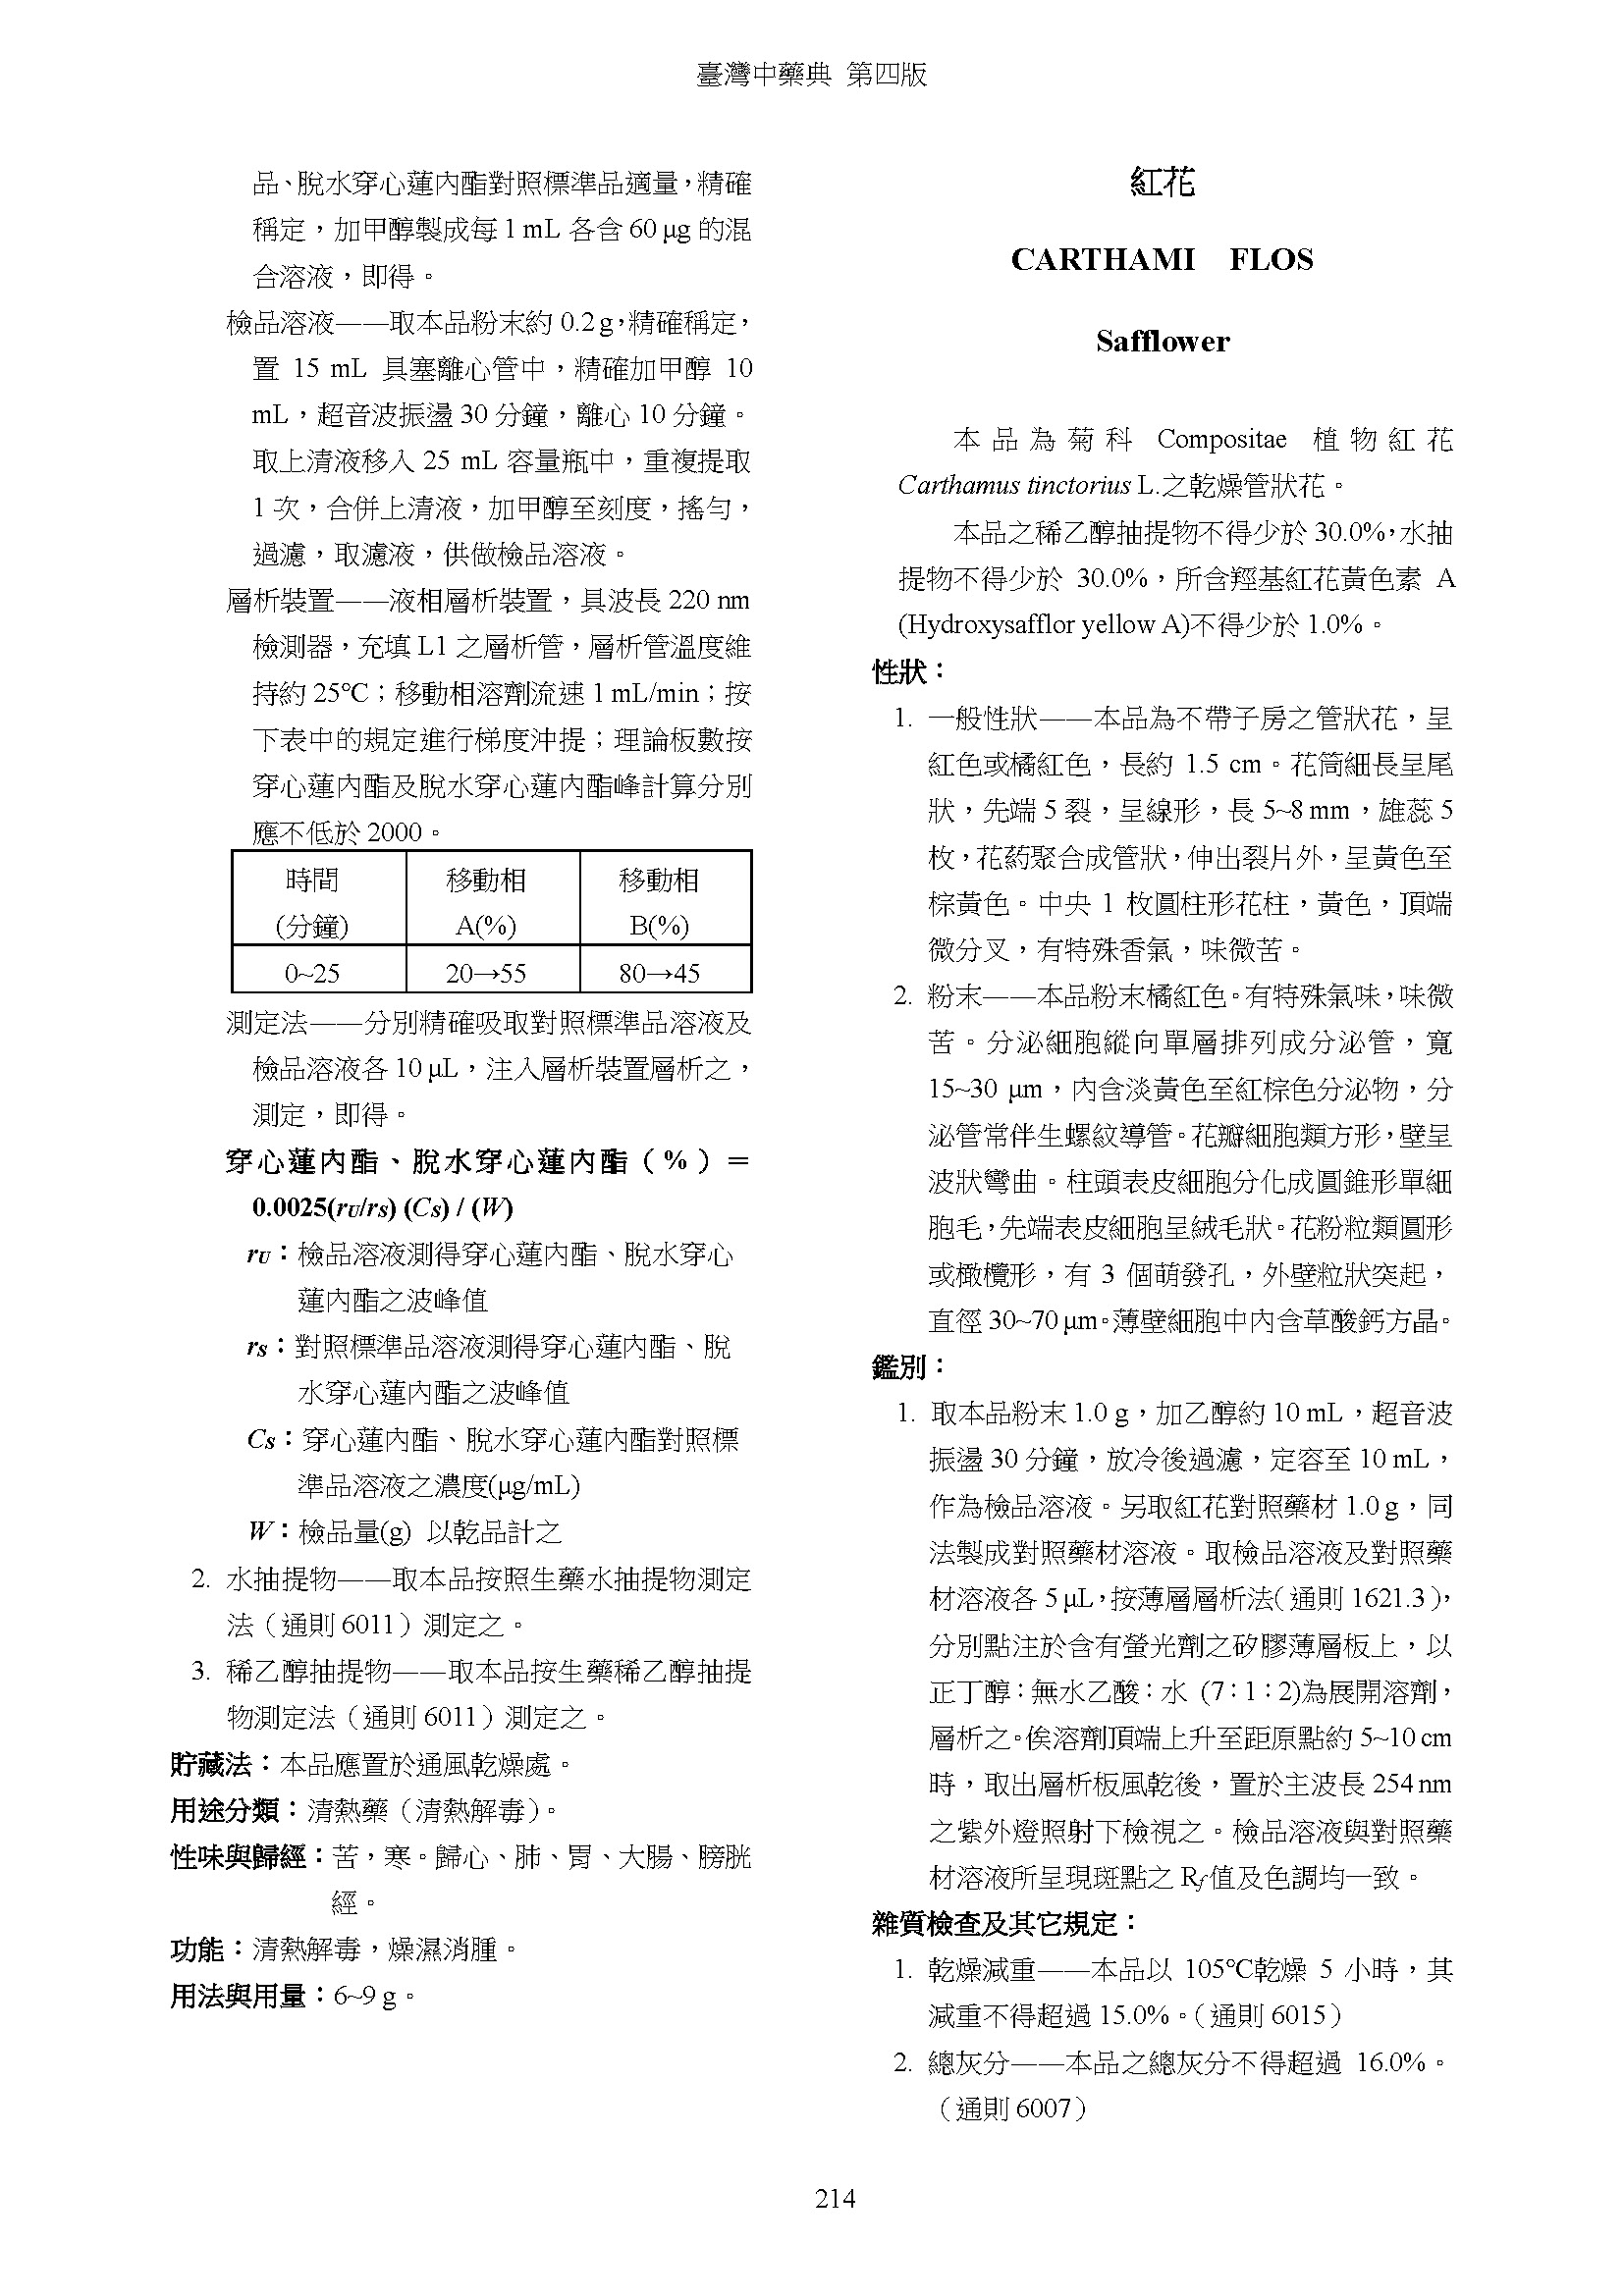 臺灣中藥典 第四版
品、脫水穿心蓮內酯對照標準品適量，精確
稱定，加甲醇製成每 1 mL 各含 60 μg 的混
合溶液，即得。
檢品溶液——取本品粉末約 0.2 g，精確稱定，
置 15 mL 具塞離心管中，精確加甲醇 10
mL，超音波振盪 30 分鐘，離心 10 分鐘。
取上清液移入 25 mL 容量瓶中，重複提取
1 次，合併上清液，加甲醇至刻度，搖勻，
過濾，取濾液，供做檢品溶液。
層析裝置——液相層析裝置，具波長 220 nm
檢測器，充填 L1 之層析管，層析管溫度維
持約 25℃；移動相溶劑流速 1 mL/min；按
下表中的規定進行梯度沖提；理論板數按
穿心蓮內酯及脫水穿心蓮內酯峰計算分別
應不低於 2000。
時間 移動相 移動相
(分鐘) A(%) B(%)
0~25 20→55 80→45
測定法——分別精確吸取對照標準品溶液及
檢品溶液各 10 μL，注入層析裝置層析之，
測定，即得。
穿心蓮內酯、脫水穿心蓮內酯（%）＝
0.0025(rU/rS) (CS) / (W)
rU：檢品溶液測得穿心蓮內酯、脫水穿心
蓮內酯之波峰值
rS：對照標準品溶液測得穿心蓮內酯、脫
水穿心蓮內酯之波峰值
CS：穿心蓮內酯、脫水穿心蓮內酯對照標
準品溶液之濃度(μg/mL)
W：檢品量(g) 以乾品計之
2. 水抽提物——取本品按照生藥水抽提物測定
法（通則 6011）測定之。
3. 稀乙醇抽提物——取本品按生藥稀乙醇抽提
物測定法（通則 6011）測定之。
貯藏法：本品應置於通風乾燥處。
用途分類：清熱藥（清熱解毒）。
性味與歸經：苦，寒。歸心、肺、胃、大腸、膀胱
經。
功能：清熱解毒，燥濕消腫。
用法與用量：6~9 g。
紅花
CARTHAMI FLOS
Safflower
本品為菊科 Compositae 植物紅花
Carthamus tinctorius L.之乾燥管狀花。
本品之稀乙醇抽提物不得少於 30.0%，水抽
提物不得少於 30.0%，所含羥基紅花黃色素 A
(Hydroxysafflor yellow A)不得少於 1.0%。
性狀：
1. 一般性狀——本品為不帶子房之管狀花，呈
紅色或橘紅色，長約 1.5 cm。花筒細長呈尾
狀，先端 5 裂，呈線形，長 5~8 mm，雄蕊 5
枚，花葯聚合成管狀，伸出裂片外，呈黃色至
棕黃色。中央 1 枚圓柱形花柱，黃色，頂端
微分叉，有特殊香氣，味微苦。
2. 粉末——本品粉末橘紅色。有特殊氣味，味微
苦。分泌細胞縱向單層排列成分泌管，寬
15~30 μm，內含淡黃色至紅棕色分泌物，分
泌管常伴生螺紋導管。花瓣細胞類方形，壁呈
波狀彎曲。柱頭表皮細胞分化成圓錐形單細
胞毛，先端表皮細胞呈絨毛狀。花粉粒類圓形
或橄欖形，有 3 個萌發孔，外壁粒狀突起，
直徑 30~70 μm。薄壁細胞中內含草酸鈣方晶。
鑑別：
1. 取本品粉末 1.0 g，加乙醇約 10 mL，超音波
振盪 30 分鐘，放冷後過濾，定容至 10 mL，
作為檢品溶液。另取紅花對照藥材 1.0 g，同
法製成對照藥材溶液。取檢品溶液及對照藥
材溶液各 5 μL，按薄層層析法（通則 1621.3），
分別點注於含有螢光劑之矽膠薄層板上，以
正丁醇：無水乙酸：水 (7：1：2)為展開溶劑，
層析之。俟溶劑頂端上升至距原點約 5~10 cm
時，取出層析板風乾後，置於主波長 254 nm
之紫外燈照射下檢視之。檢品溶液與對照藥
材溶液所呈現斑點之 Rf值及色調均一致。
雜質檢查及其它規定：
1. 乾燥減重——本品以 105℃乾燥 5 小時，其
減重不得超過 15.0%。（通則 6015）
2. 總灰分——本品之總灰分不得超過 16.0%。
（通則 6007）
214